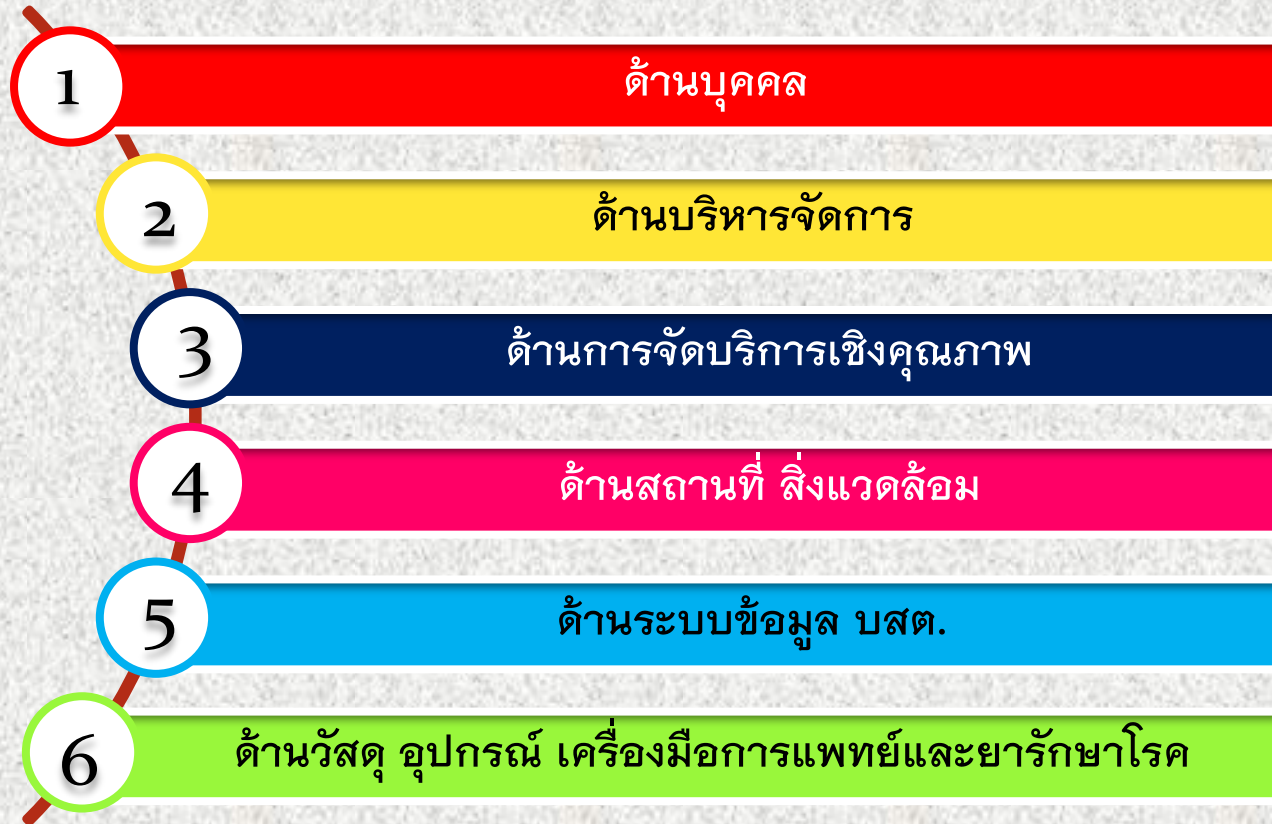 1
ด้านบุคคล
2
ด้านบริหารจัดการ
3
ด้านการจัดบริการเชิงคุณภาพ
4
ด้านสถานที่ สิ่งแวดล้อม
5
ด้านระบบข้อมูล บสต.
6
ด้านวัสดุ อุปกรณ์ เครื่องมือการแพทย์และยารักษาโรค